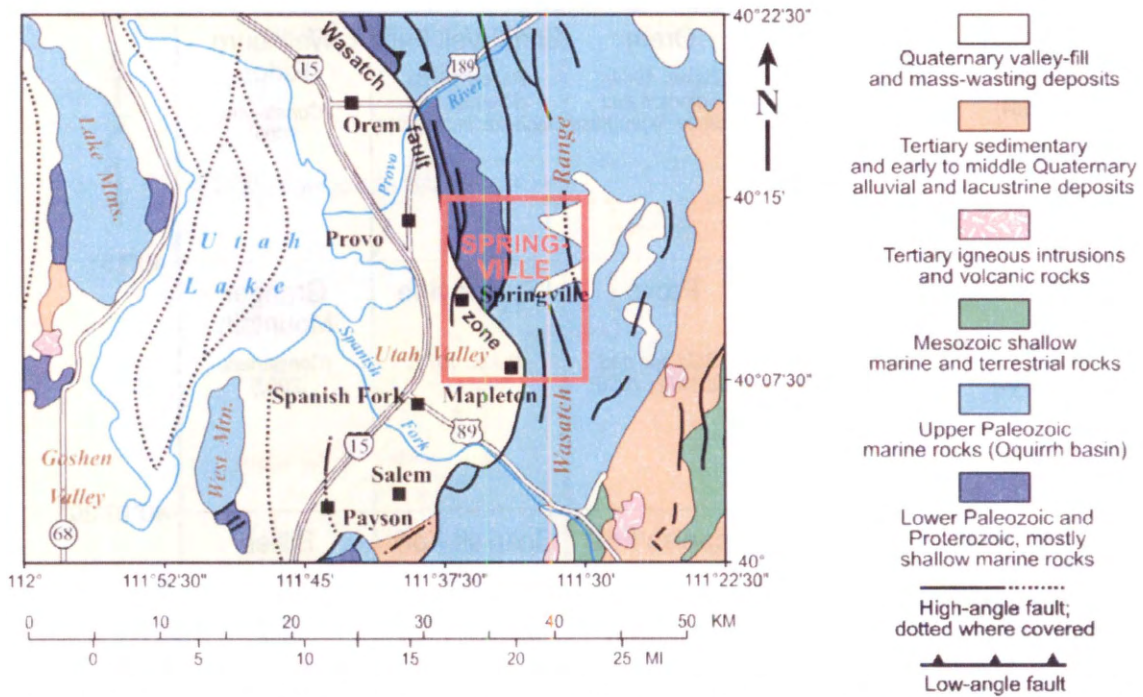 40°22'30"
Wasatch
15
189
River
Orem
fault
Lake Mtns.
Provo
Range
40°15'
Utah
Lake
Provo
SPRING-
VILLE
Springville
zone
Spanish
Utah Valley
40°07'30"
Spanish Fork
Mapleton
Fork
89
West Mtn.
Wasatch
15
Goshen
Valley
Salem
Payson
68
40°
112°
111°52'30"
111°45'
111°37'30"
111°30'
111°22'30"
0 10 20 30 40 50 KM
0 5 10 15 20 25 MI
N
Quaternary valley-fill
and mass-wasting deposits
Tertiary sedimentary
and early to middle Quaternary
alluvial and lacustrine deposits
Tertiary igneous intrusions
and volcanic rocks
Mesozoic shallow
marine and terrestrial rocks
Upper Paleozoic
marine rocks (Oquirrh basin)
Lower Paleozoic and
Proterozoic, mostly
shallow marine rocks
High-angle fault;
dotted where covered
Low-angle fault